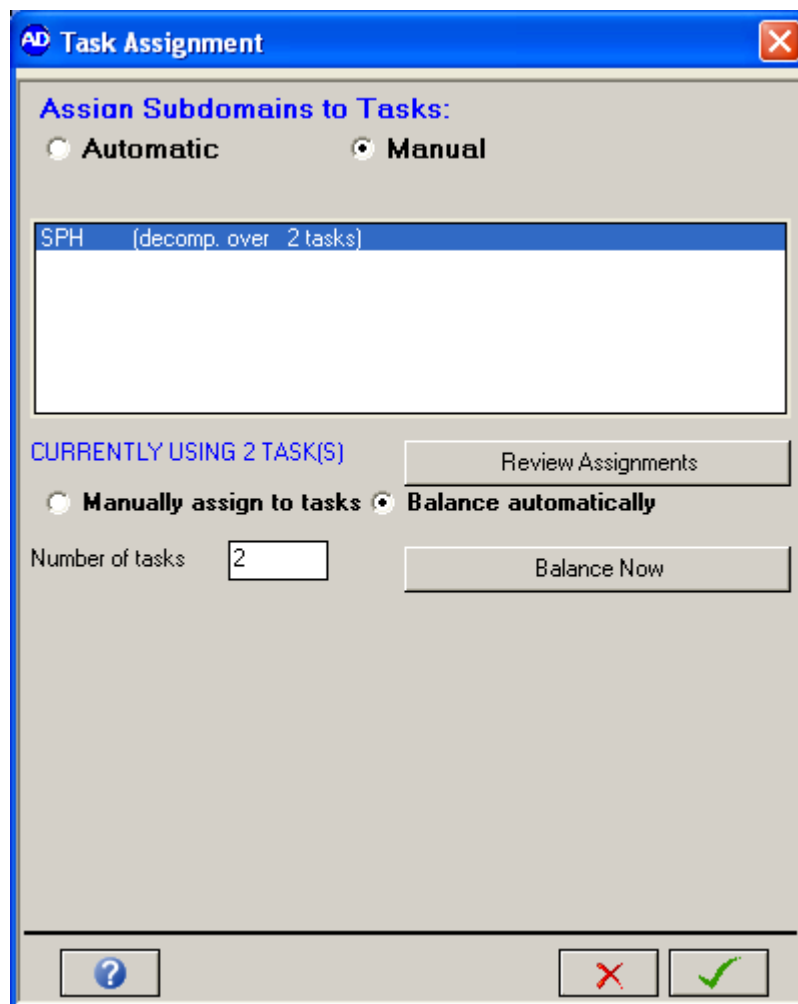 AD Task Assignment
Assign Subdomains to Tasks:
Automatic Manual
SPH (decomp. over 2 tasks)
CURRENTLY USING 2 TASK(S) Review Assignments
Manually assign to tasks Balance automatically
Number of tasks 2 Balance Now
?